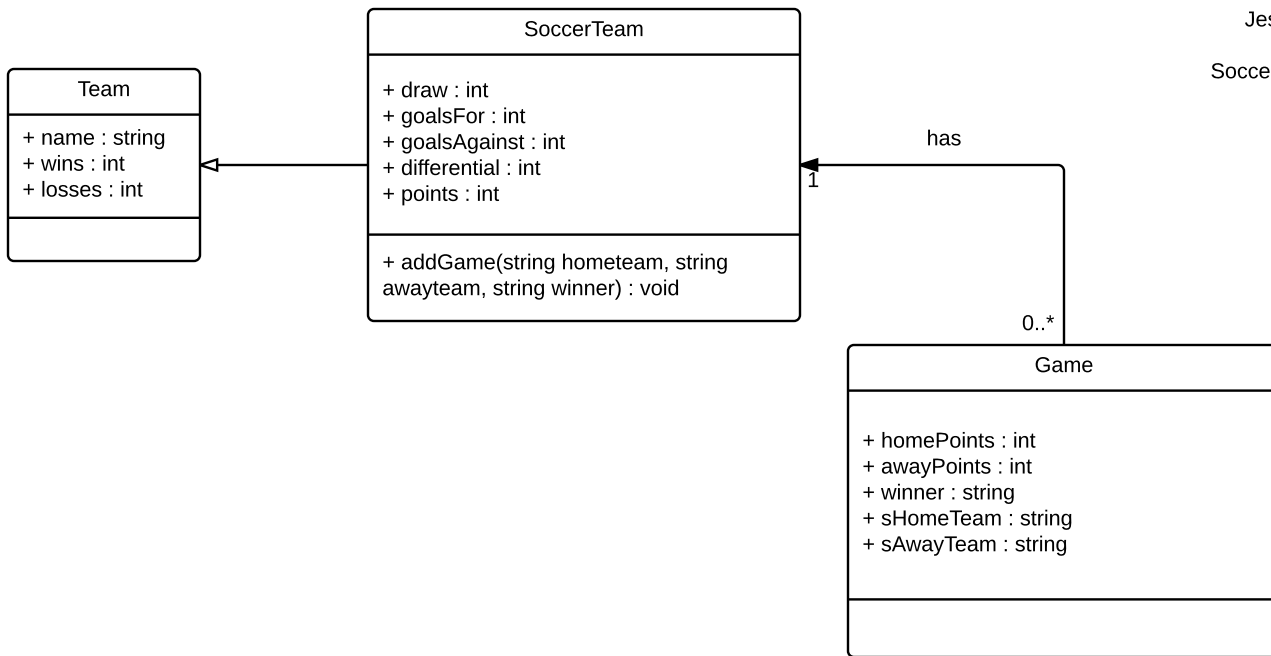 Team
+ name : string
+ wins : int
+ losses : int
SoccerTeam
+ draw : int
+ goalsFor : int
+ goalsAgainst : int
+ differential : int
+ points : int
+ addGame(string hometeam, string
awayteam, string winner) : void
has
1
0..*
Game
+ homePoints : int
+ awayPoints : int
+ winner : string
+ sHomeTeam : string
+ sAwayTeam : string